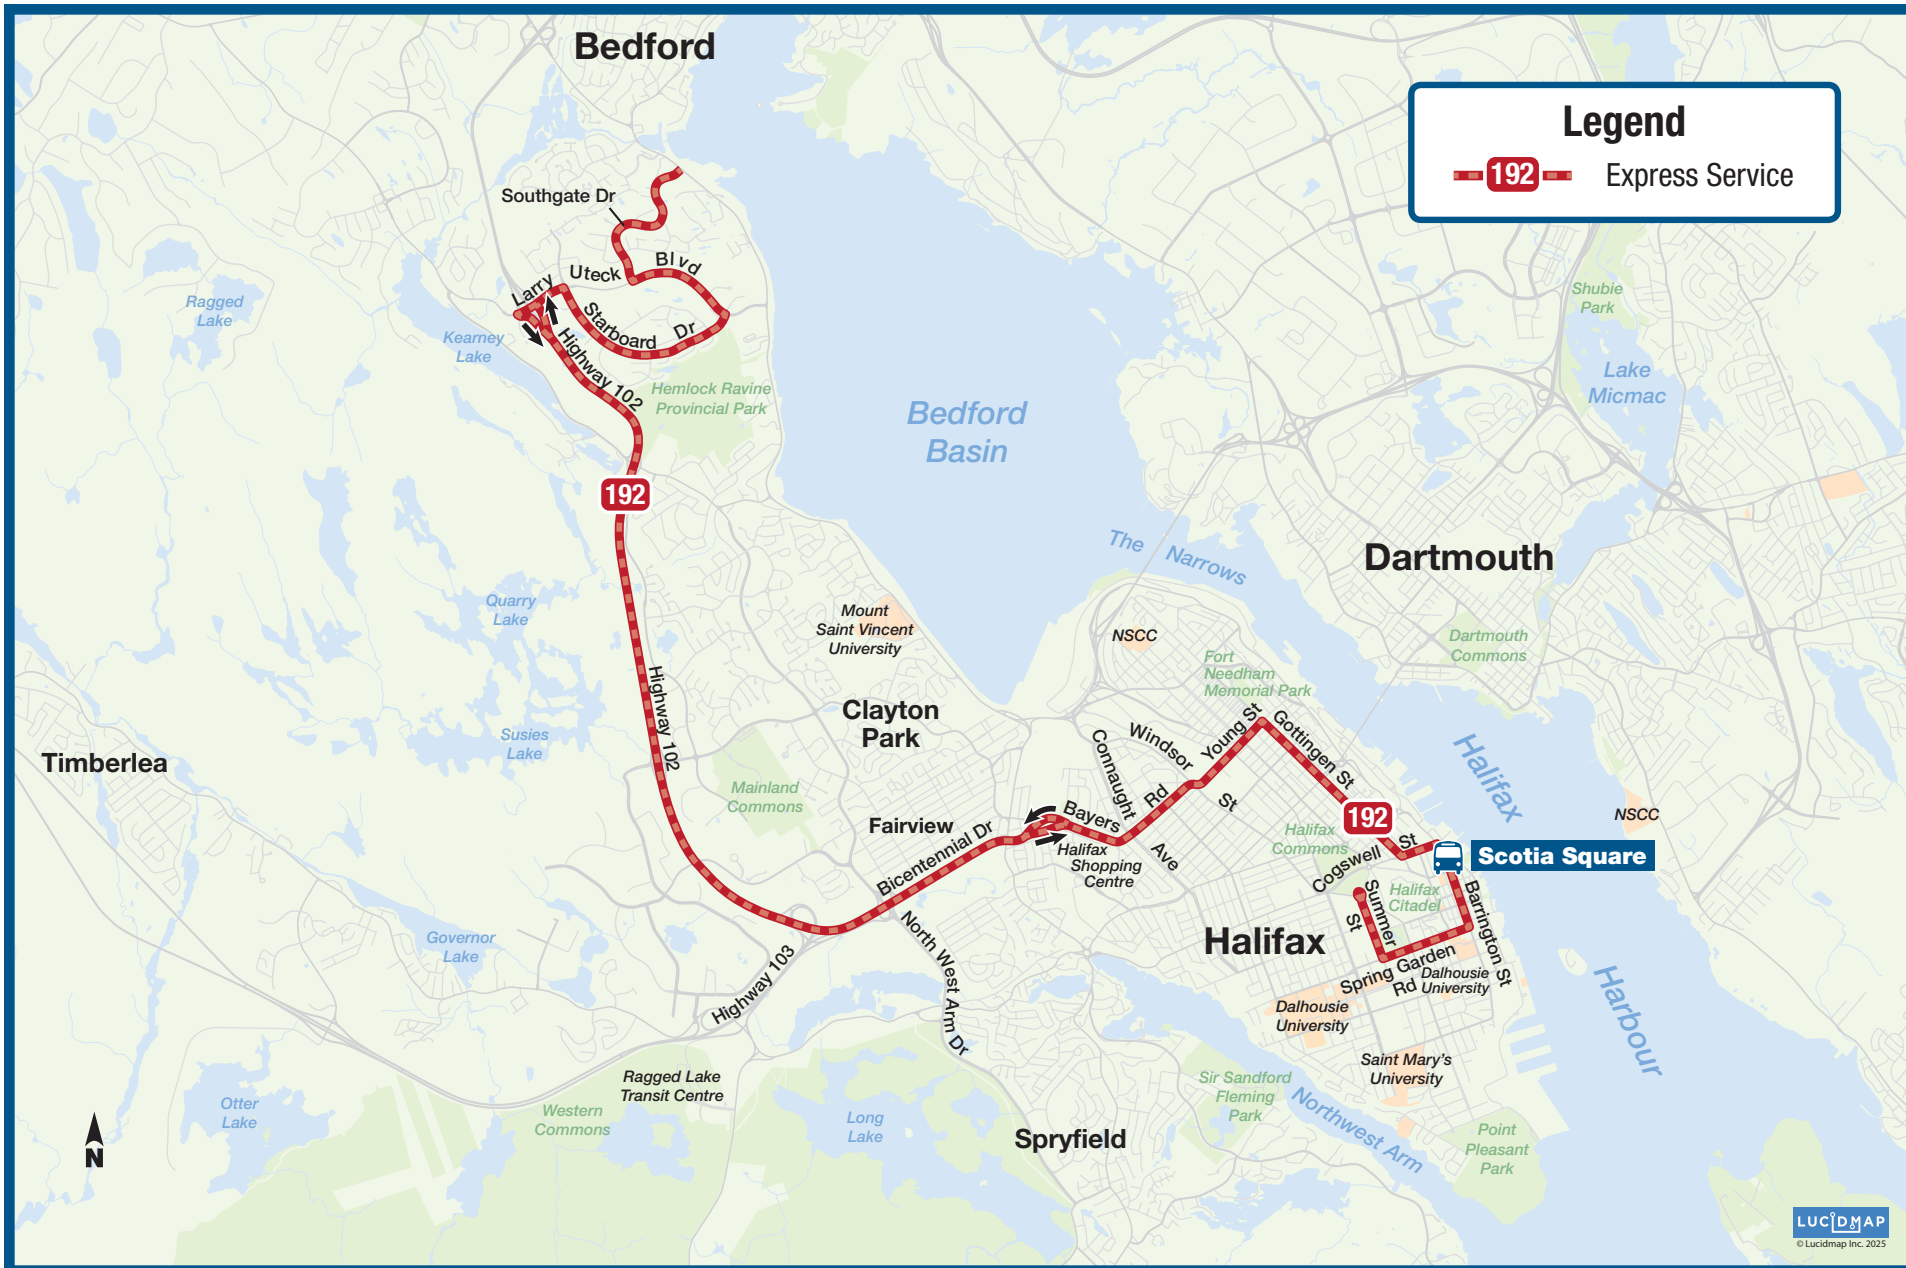 Bedford
Legend
192
Express Service
Southgate Dr
Larry
Uteck
Blvd
Starboard
Dr
Highway 102
Ragged
Lake
Kearney
Lake
Hemlock Ravine
Provincial Park
Shubie
Park
Lake
Micmac
Bedford
Basin
192
The Narrows
Dartmouth
Quarry
Lake
Mount
Saint Vincent
University
NSCC
Dartmouth
Commons
Fort
Needham
Memorial Park
Highway 102
Clayton
Park
Susies
Lake
Timberlea
Mainland
Commons
Fairview
Connaught
Ave
Windsor
St
Young St
Gottingen St
Bayers
Rd
Halifax
Shopping
Centre
Bicentennial Dr
192
Halifax
Commons
Cogswell
St
Scotia Square
NSCC
Halifax
Harbour
Summer
St
Halifax
Citadel
Barrington St
Halifax
Spring Garden
Rd
Dalhousie
University
Dalhousie
University
Saint Mary's
University
Governor
Lake
North West Arm Dr
Highway 103
Ragged Lake
Transit Centre
Western
Commons
Otter
Lake
Long
Lake
Spryfield
Sir Sandford
Fleming
Park
Northwest Arm
Point
Pleasant
Park
N
LUCIDMAP
© Lucidmap Inc. 2025